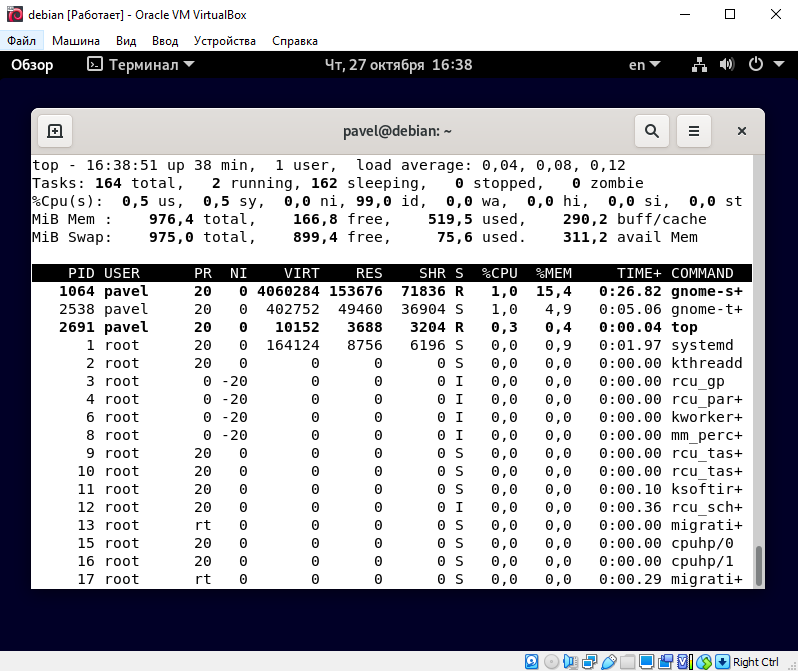 debian [Работает] - Oracle VM VirtualBox
Файл Машина Вид Ввод Устройства Справка
Обзор Терминал Чт, 27 октября 16:38 en
pavel@debian: ~
top - 16:38:51 up 38 min, 1 user, load average: 0,04, 0,08, 0,12
Tasks: 164 total, 2 running, 162 sleeping, 0 stopped, 0 zombie
%Cpu(s): 0,5 us, 0,5 sy, 0,0 ni, 99,0 id, 0,0 wa, 0,0 hi, 0,0 si, 0,0 st
MiB Mem : 976,4 total, 166,8 free, 519,5 used, 290,2 buff/cache
MiB Swap: 975,0 total, 899,4 free, 75,6 used. 311,2 avail Mem
PID USER PR NI VIRT RES SHR S %CPU %MEM TIME+ COMMAND
1064 pavel 20 0 4060284 153676 71836 R 1,0 15,4 0:26.82 gnome-s+
2538 pavel 20 0 402752 49460 36904 S 1,0 4,9 0:05.06 gnome-t+
2691 pavel 20 0 10152 3688 3204 R 0,3 0,4 0:00.04 top
1 root 20 0 164124 8756 6196 S 0,0 0,9 0:01.97 systemd
2 root 20 0 0 0 0 S 0,0 0,0 0:00.00 kthreadd
3 root 0 -20 0 0 0 I 0,0 0,0 0:00.00 rcu_gp
4 root 0 -20 0 0 0 I 0,0 0,0 0:00.00 rcu_par+
6 root 0 -20 0 0 0 I 0,0 0,0 0:00.00 kworker+
8 root 0 -20 0 0 0 I 0,0 0,0 0:00.00 mm_perc+
9 root 20 0 0 0 0 S 0,0 0,0 0:00.00 rcu_tas+
10 root 20 0 0 0 0 S 0,0 0,0 0:00.00 rcu_tas+
11 root 20 0 0 0 0 S 0,0 0,0 0:00.10 ksoftir+
12 root 20 0 0 0 0 I 0,0 0,0 0:00.36 rcu_sch+
13 root rt 0 0 0 0 S 0,0 0,0 0:00.00 migrati+
15 root 20 0 0 0 0 S 0,0 0,0 0:00.00 cpuhp/0
16 root 20 0 0 0 0 S 0,0 0,0 0:00.00 cpuhp/1
17 root rt 0 0 0 0 S 0,0 0,0 0:00.29 migrati+
Right Ctrl